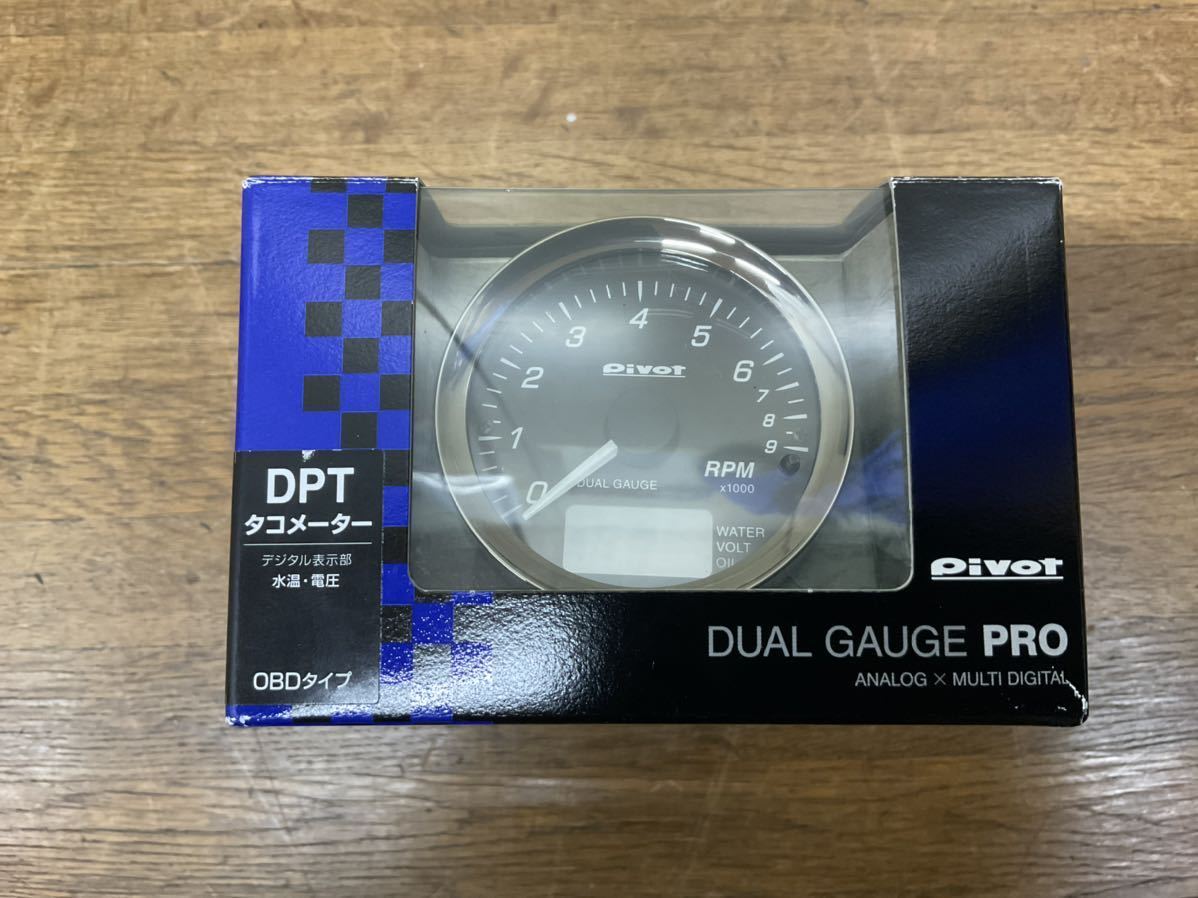 DPT
タコメーター
デジタル表示部
水温・電圧
OBDタイプ
0
1
2
3
4
5
6
7
8
9
Pivot
RPM
x1000
DUAL GAUGE
WATER
VOLT
OIL
Pivot
DUAL GAUGE PRO
ANALOG × MULTI DIGITAL